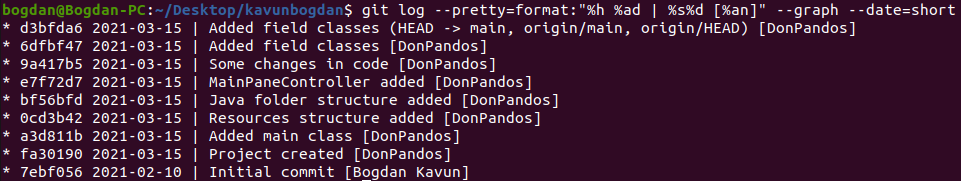 bogdan@Bogdan-PC:~/Desktop/kavunbogdan$ git log --pretty=format:"%h %ad | %s%d [%an]" --graph --date=short
* d3bfda6 2021-03-15 | Added field classes (HEAD -> main, origin/main, origin/HEAD) [DonPandos]
* 6dfbf47 2021-03-15 | Added field classes [DonPandos]
* 9a417b5 2021-03-15 | Some changes in code [DonPandos]
* e7f72d7 2021-03-15 | MainPaneController added [DonPandos]
* bf56bfd 2021-03-15 | Java folder structure added [DonPandos]
* 0cd3b42 2021-03-15 | Resources structure added [DonPandos]
* a3d811b 2021-03-15 | Added main class [DonPandos]
* fa30190 2021-03-15 | Project created [DonPandos]
* 7ebf056 2021-02-10 | Initial commit [Bogdan Kavun]